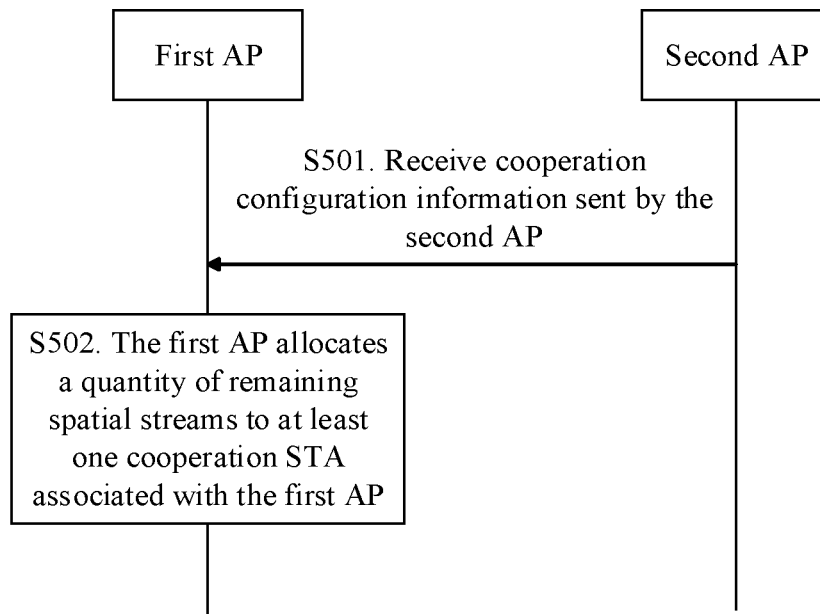 First AP
Second AP
S501. Receive cooperation
configuration information sent by the
second AP
S502. The first AP allocates
a quantity of remaining
spatial streams to at least
one cooperation STA
associated with the first AP